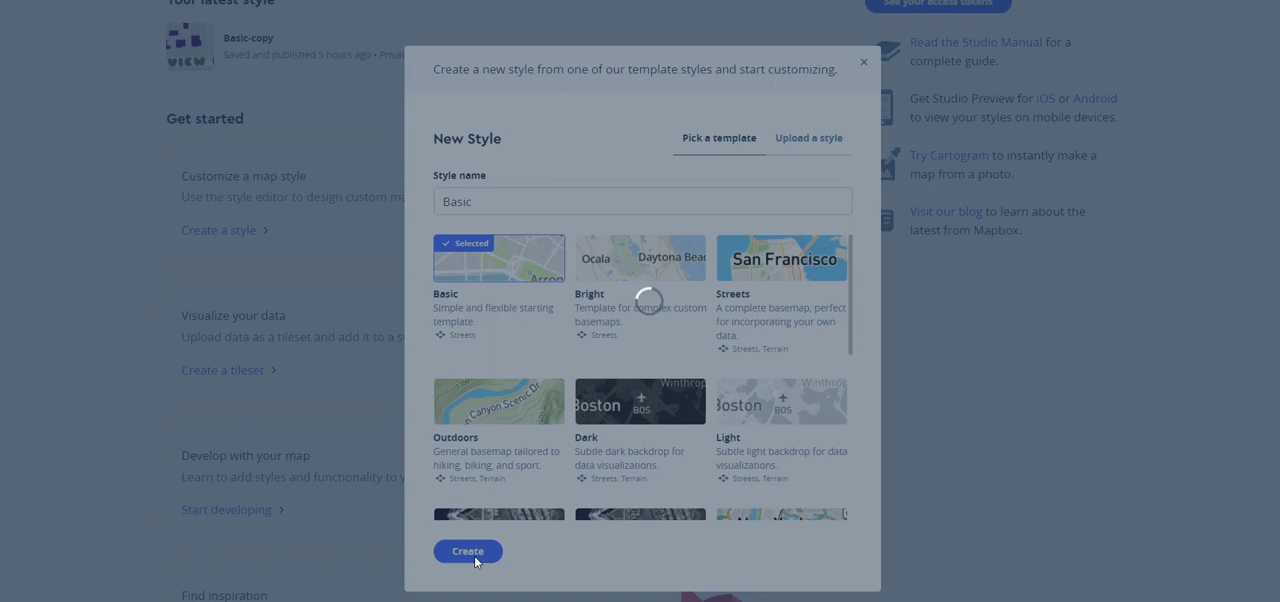 Your latest style
Basic-copy
Saved and published 5 hours ago • Privat
Get started
Customize a map style
Use the style editor to design custom ma
Create a style
Visualize your data
Upload data as a tileset and add it to a s
Create a tileset
Develop with your map
Learn to add styles and functionality to y
Start developing
Find inspiration
Create a new style from one of our template styles and start customizing.
×
New Style
Pick a template
Upload a style
Style name
Basic
Selected
Basic
Simple and flexible starting
template.
Streets
Ocala
Daytona Beac
Bright
Template for complex custom
basemaps.
Streets
San Francisco
Streets
A complete basemap, perfect
for incorporating your own
data.
Streets, Terrain
Canyon Scenic Dr
Outdoors
General basemap tailored to
hiking, biking, and sport.
Streets, Terrain
Winthrop
Boston
BOS
Dark
Subtle dark backdrop for
data visualizations.
Streets, Terrain
Winthrop
Boston
BOS
Light
Subtle light backdrop for data
visualizations.
Streets, Terrain
Create
See your access tokens
Read the Studio Manual for a
complete guide.
Get Studio Preview for iOS or Android
to view your styles on mobile devices.
Try Cartogram to instantly make a
map from a photo.
Visit our blog to learn about the
latest from Mapbox.